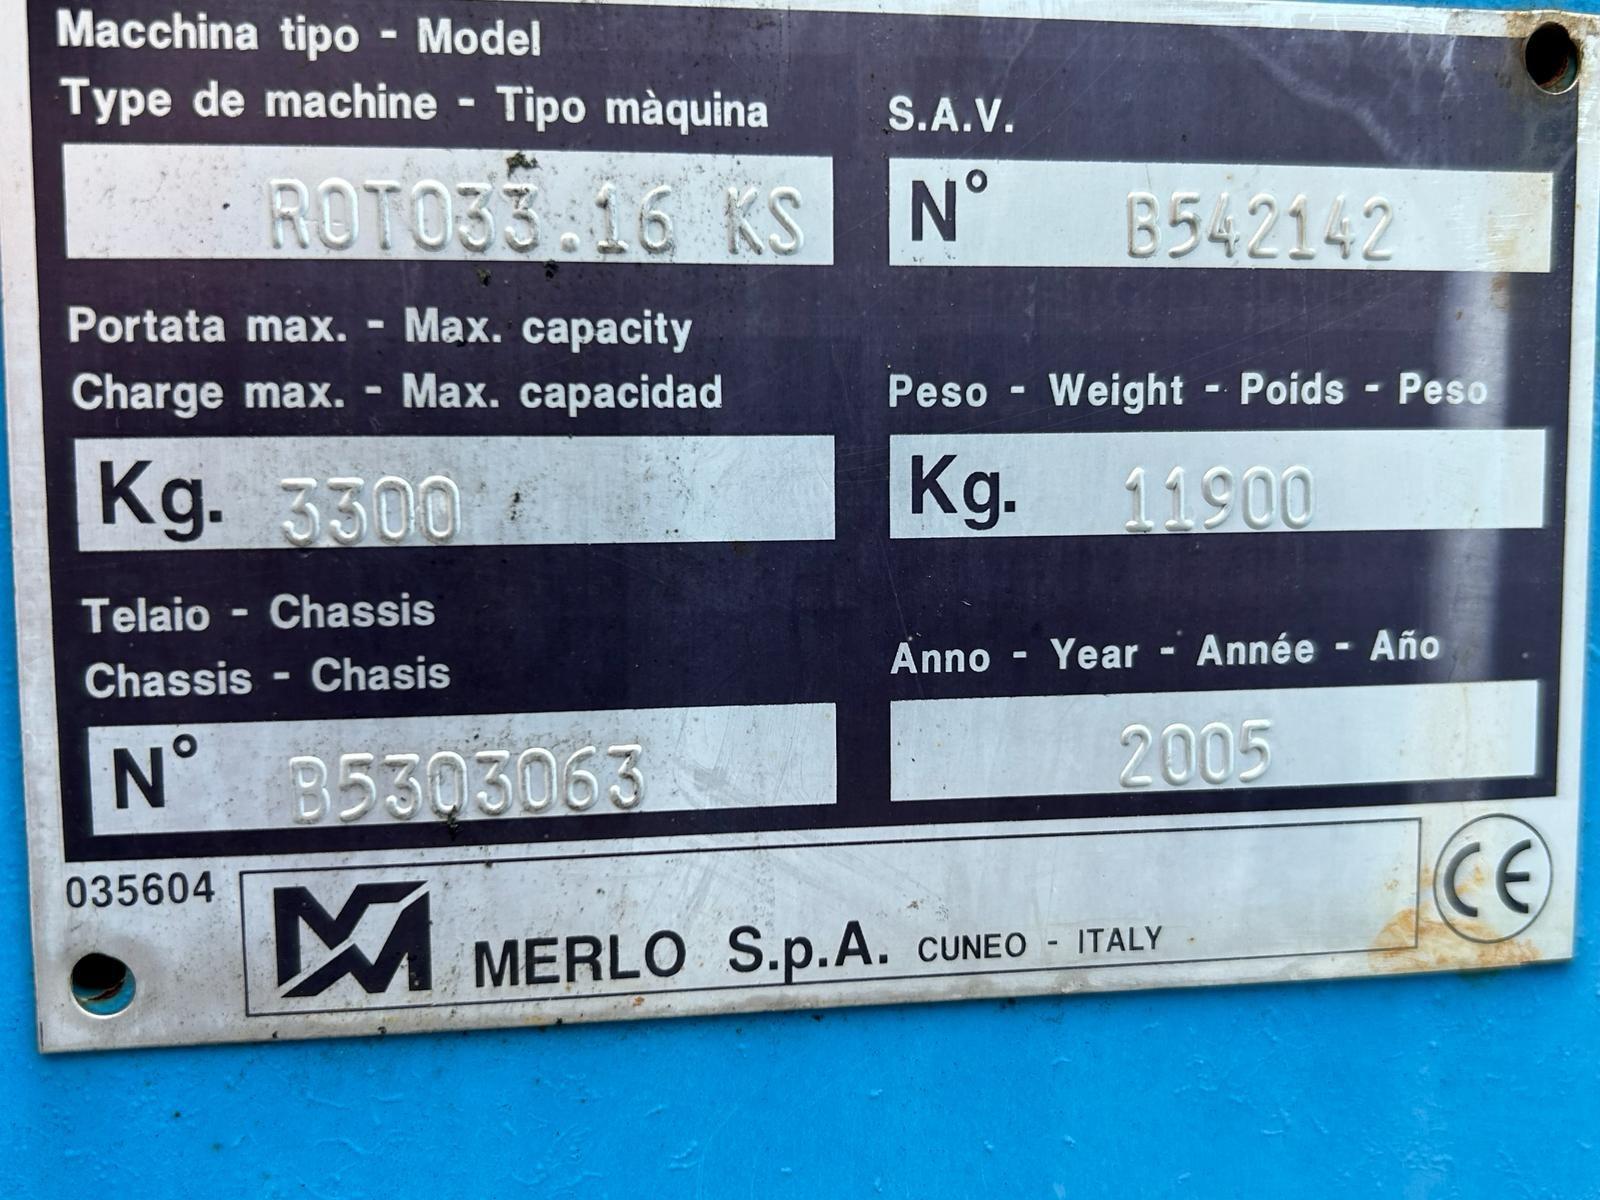 Macchina tipo - Model
Type de machine - Tipo màquina
ROTO33.16 KS
S.A.V.
N° B542142
Portata max. - Max. capacity
Charge max. - Max. capacidad
Kg. 3300
Peso - Weight - Poids - Peso
Kg. 11900
Telaio - Chassis
Chassis - Chasis
N° B5303063
Anno - Year - Année - Año
2005
035604
MERLO S.p.A. CUNEO - ITALY
CE